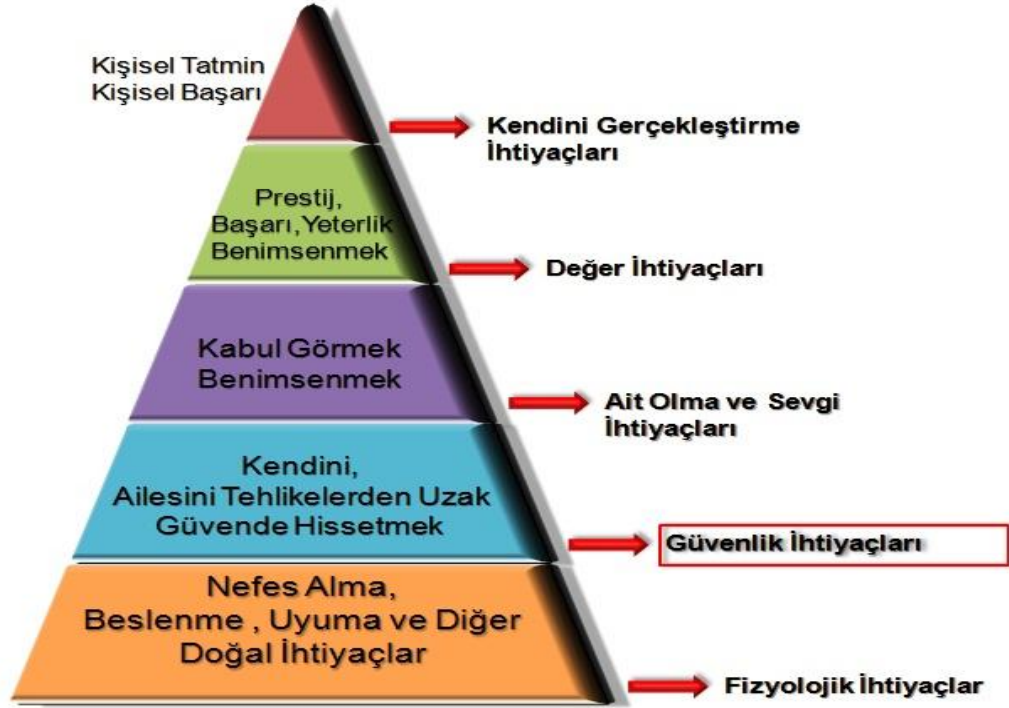 Kişisel Tatmin
Kişisel Başarı
Kendini Gerçekleştirme
İhtiyaçları
Prestij,
Başarı,Yeterlik
Benimsenmek
Değer İhtiyaçları
Kabul Görmek
Benimsenmek
Ait Olma ve Sevgi
İhtiyaçları
Kendini,
Ailesini Tehlikelerden Uzak
Güvende Hissetmek
Güvenlik İhtiyaçları
Nefes Alma,
Beslenme , Uyuma ve Diğer
Doğal İhtiyaçlar
Fizyolojik İhtiyaçlar